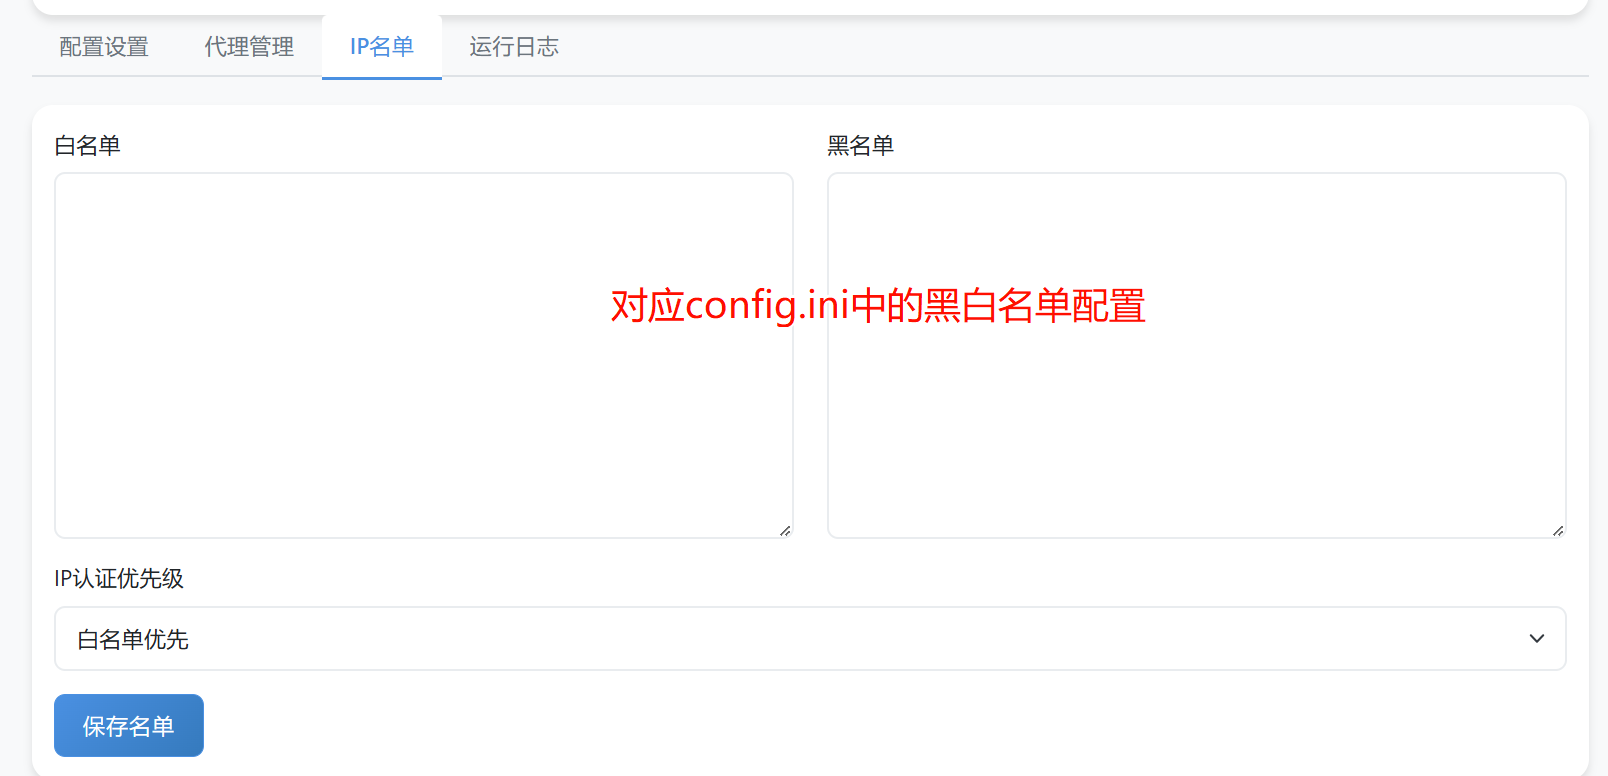 配置设置 代理管理 IP名单 运行日志
白名单 黑名单
对应config.ini中的黑白名单配置
IP认证优先级
白名单优先
保存名单